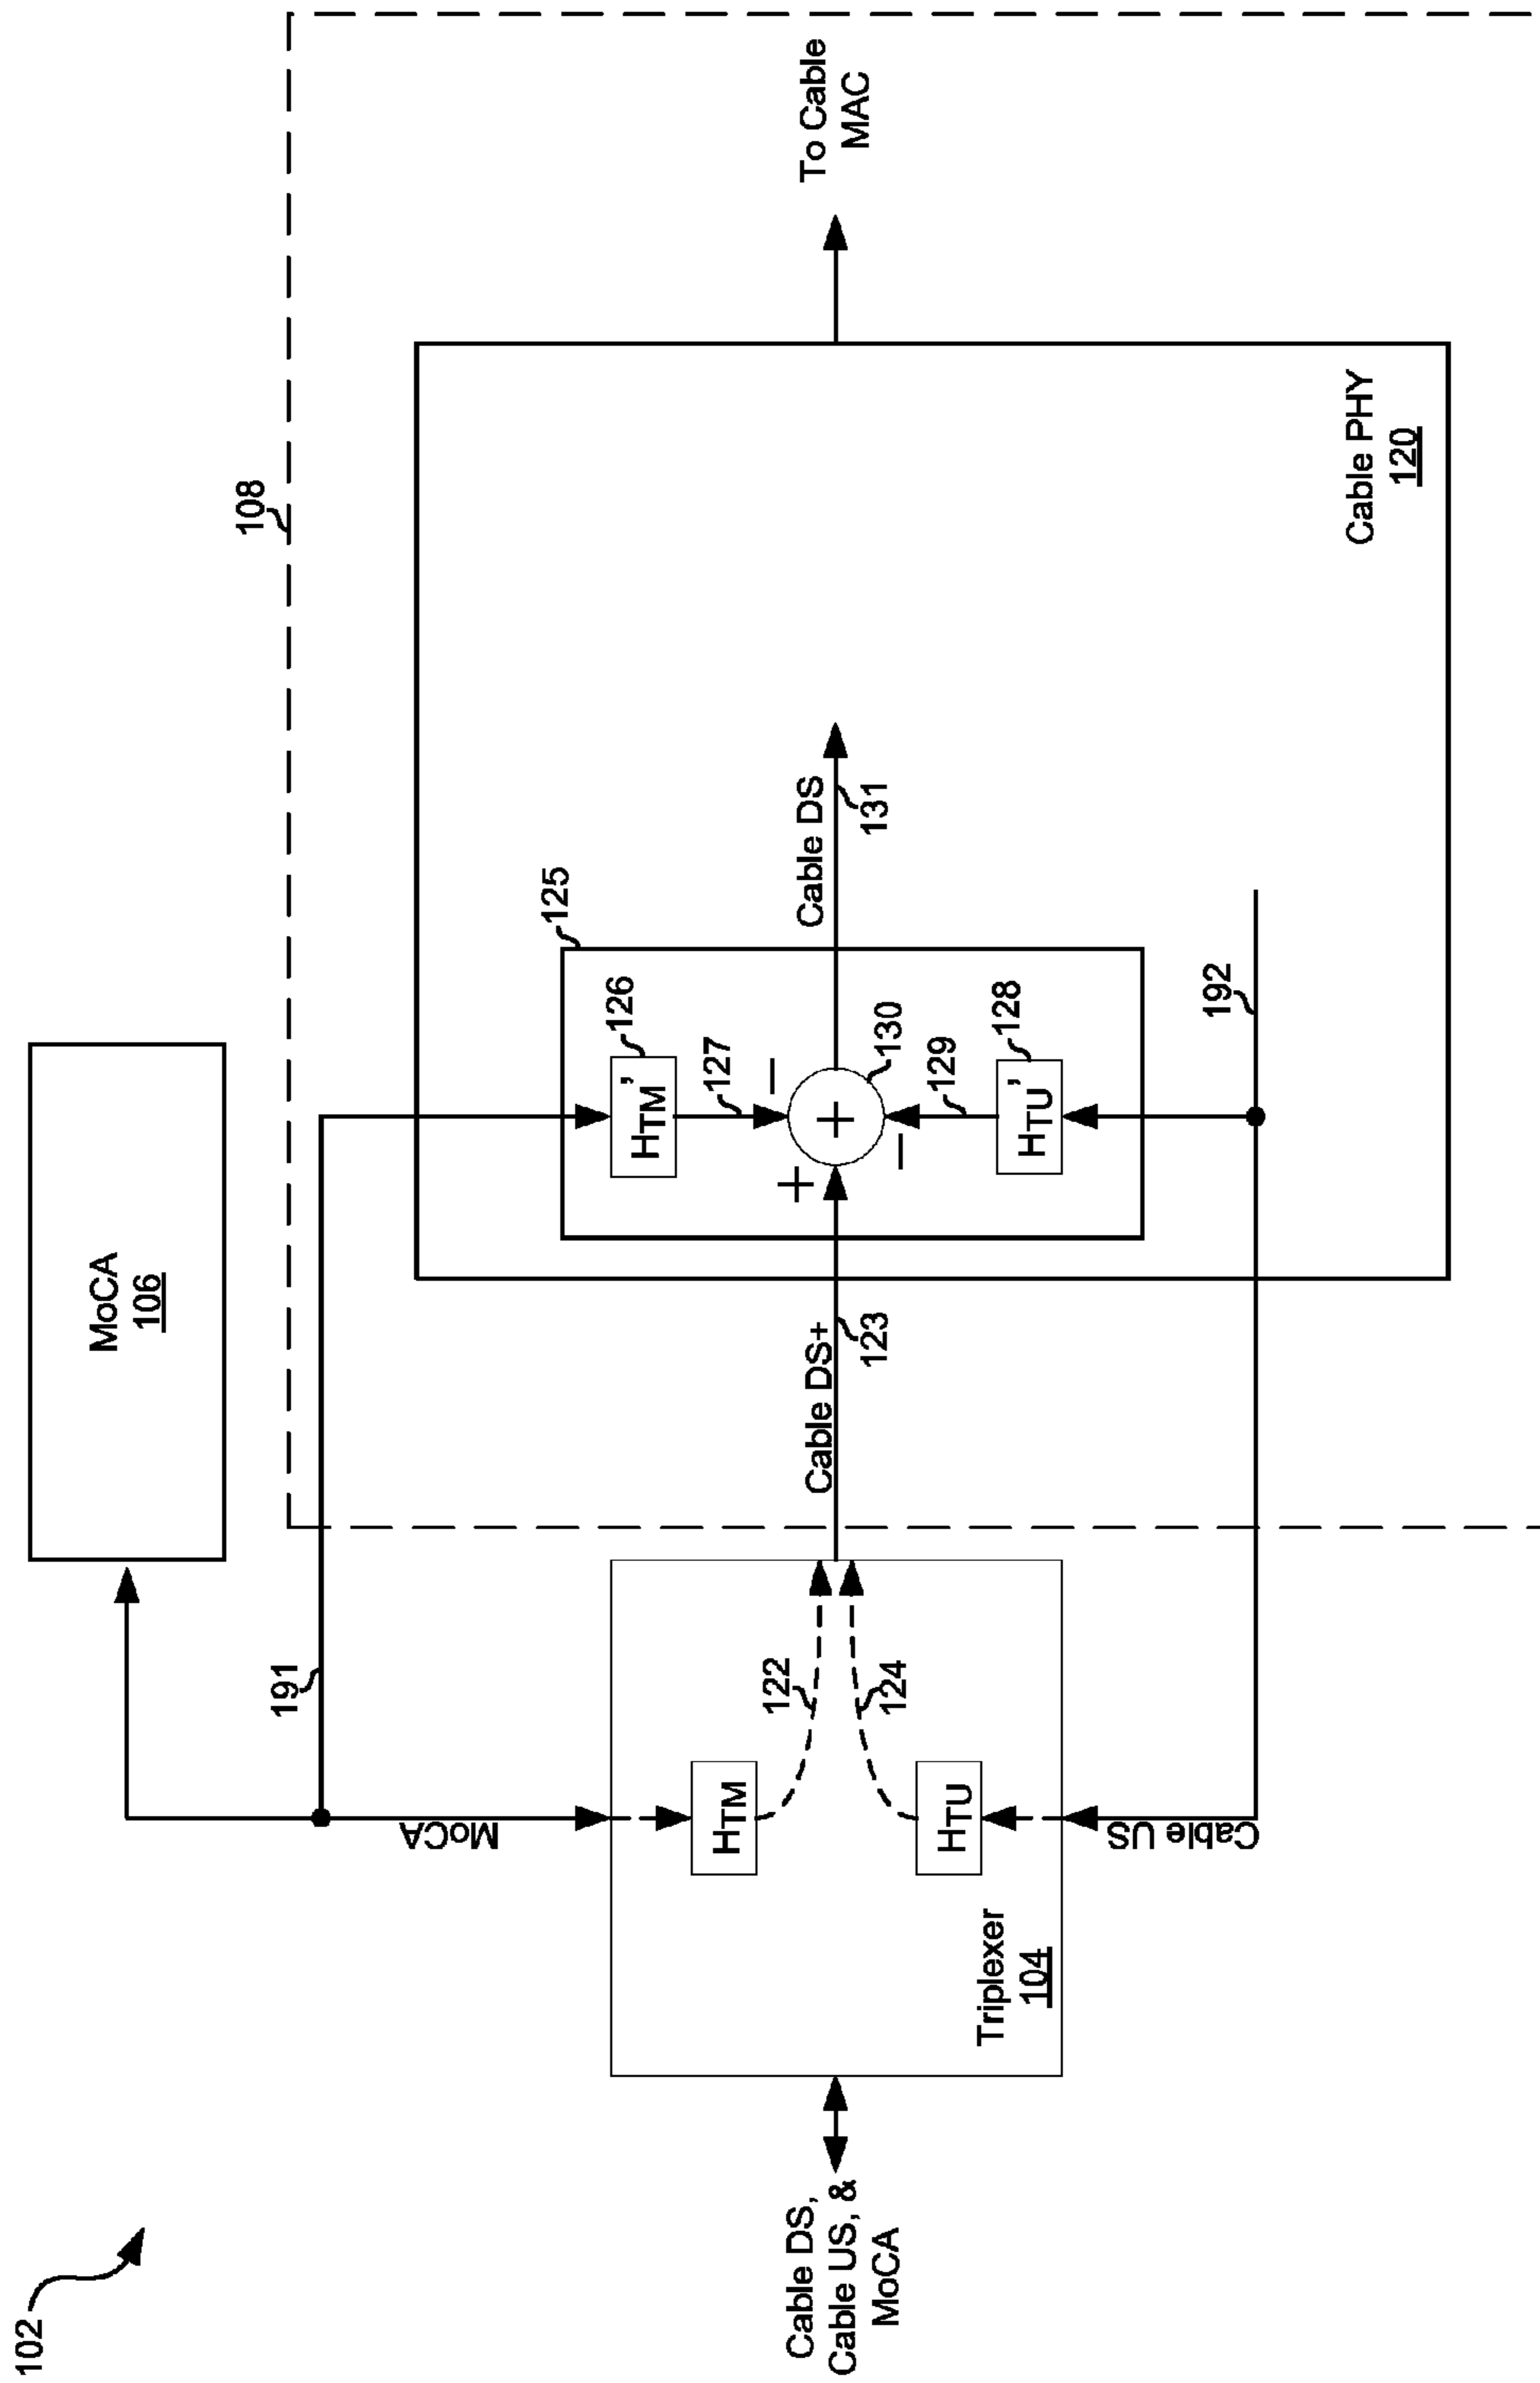 102
MoCA
106
108
191
MoCA
Cable DS,
Cable US, &
MoCA
Triplexer
104
HTM
HTU
122
124
Cable US
Cable DS+
123
125
HTM'
126
127
−
+
+
130
−
129
HTU'
128
Cable DS
131
192
Cable PHY
120
To Cable
MAC